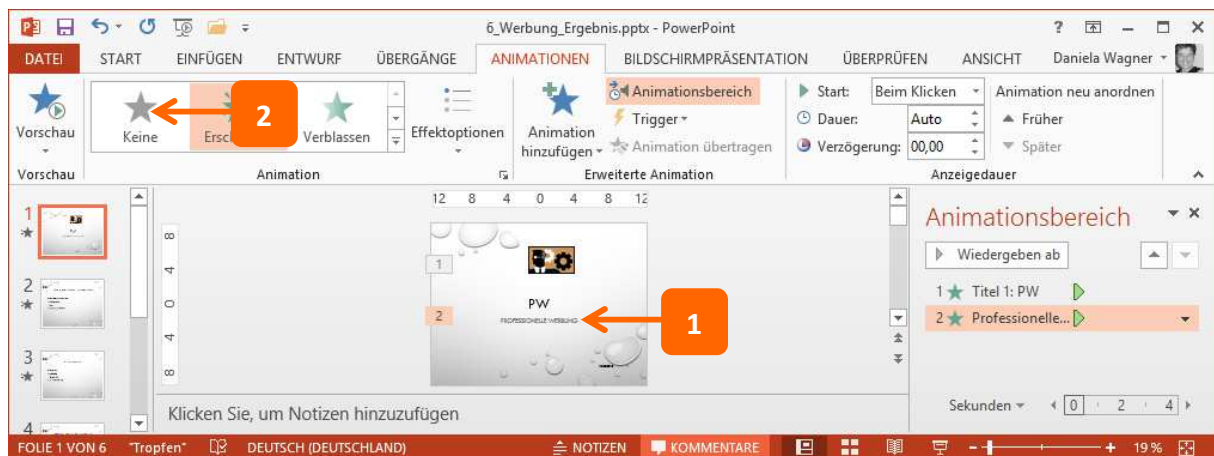 6_Werbung_Ergebnis.pptx - PowerPoint
?
DATEI START EINFÜGEN ENTWURF ÜBERGÄNGE ANIMATIONEN BILDSCHIRMPRÄSENTATION ÜBERPRÜFEN ANSICHT Daniela Wagner
Vorschau
Keine
2
Verblassen
Effektoptionen
Animation hinzufügen
Animationsbereich
Trigger
Animation übertragen
Start: Beim Klicken
Dauer: Auto
Verzögerung: 00,00
Animation neu anordnen
Früher
Später
Vorschau Animation Erweiterte Animation Anzeigedauer
1
2
3
4
12 8 4 0 4 8 12
8
4
0
4
8
1
2
PW
PROFESSIONELLE WERBUNG
1
Klicken Sie, um Notizen hinzuzufügen
Animationsbereich
Wiedergeben ab
1 Titel 1: PW
2 Professionelle...
Sekunden 0 2 4
FOLIE 1 VON 6 "Tropfen" DEUTSCH (DEUTSCHLAND) NOTIZEN KOMMENTARE 19 %